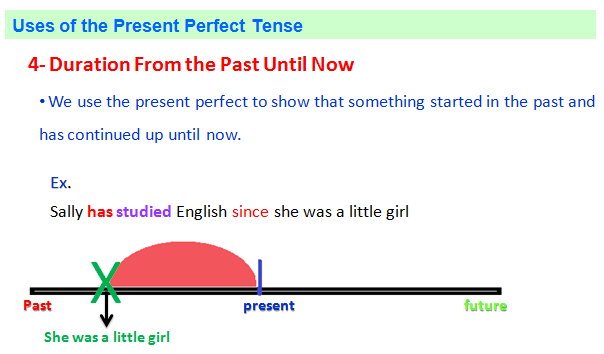 Uses of the Present Perfect Tense
4- Duration From the Past Until Now
• We use the present perfect to show that something started in the past and
has continued up until now.
Ex.
Sally has studied English since she was a little girl
Past present future
She was a little girl